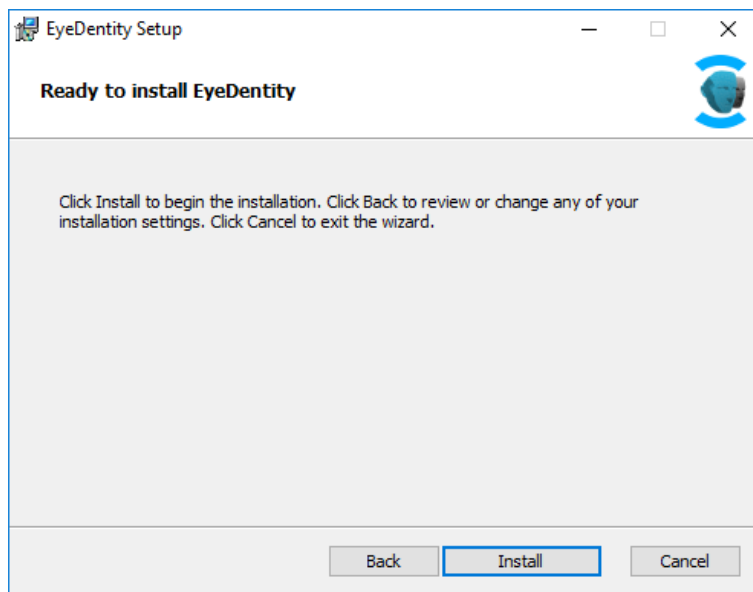 EyeDentity Setup
Ready to install EyeDentity
Click Install to begin the installation. Click Back to review or change any of your
installation settings. Click Cancel to exit the wizard.
Back
Install
Cancel